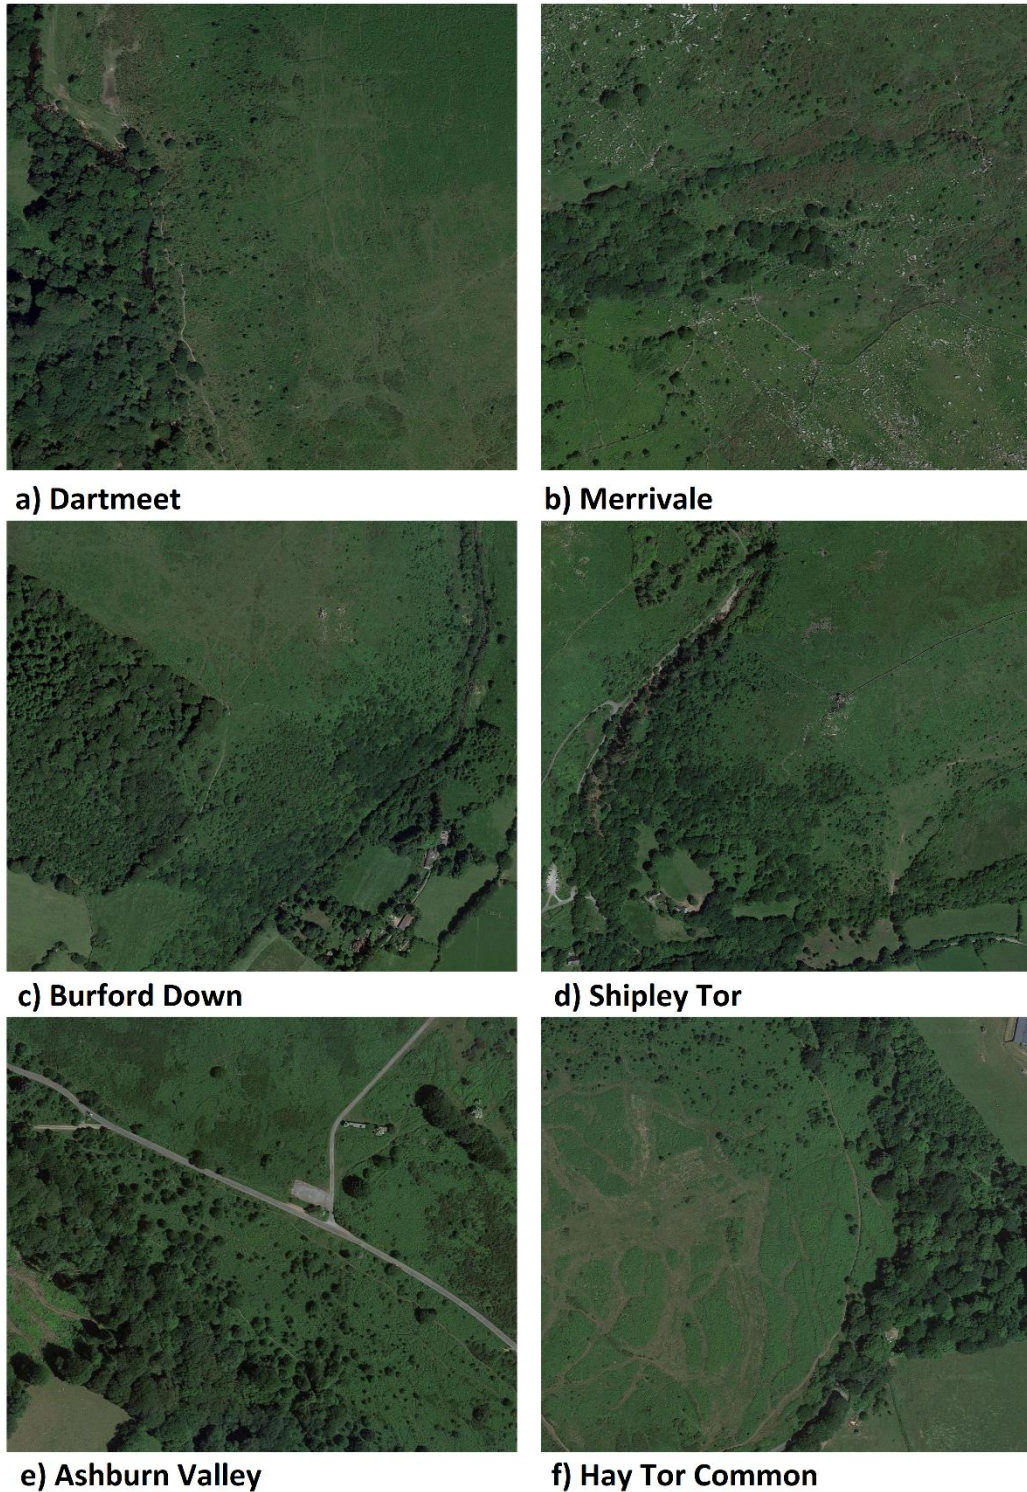 a) Dartmeet
b) Merrivale
c) Burford Down
d) Shipley Tor
e) Ashburn Valley
f) Hay Tor Common